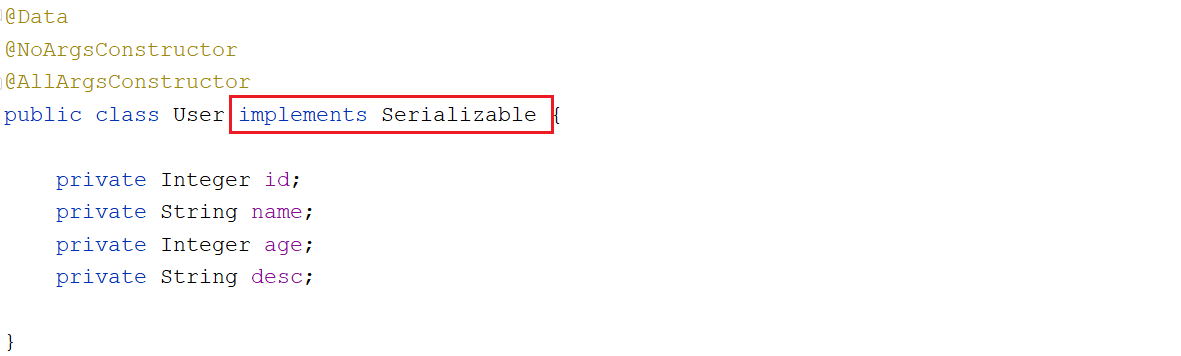 @Data
@NoArgsConstructor
@AllArgsConstructor
public class User implements Serializable {
private Integer id;
private String name;
private Integer age;
private String desc;
}